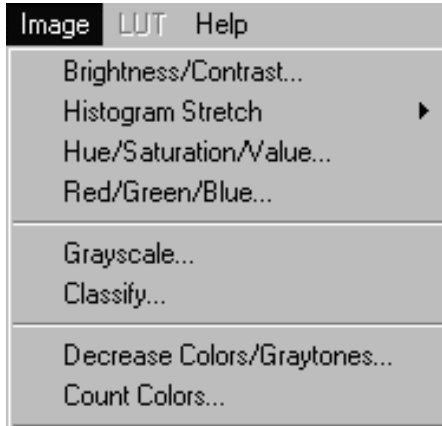 Image LUT Help
Brightness/Contrast...
Histogram Stretch
Hue/Saturation/Value...
Red/Green/Blue...
Grayscale...
Classify...
Decrease Colors/Graytones...
Count Colors...